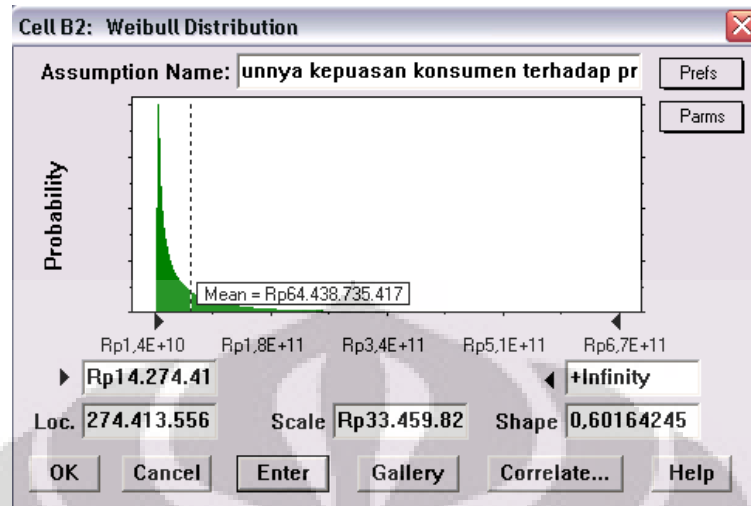 Cell B2: Weibull Distribution
Assumption Name: unnya kepuasan konsumen terhadap pr
Prefs
Parms
Probability
Mean = Rp64.438.735.417
Rp1,4E+10 Rp1,8E+11 Rp3,4E+11 Rp5,1E+11 Rp6,7E+11
Rp14.274.41 +Infinity
Loc. 274.413.556 Scale Rp33.459.82 Shape 0,60164245
OK Cancel Enter Gallery Correlate... Help